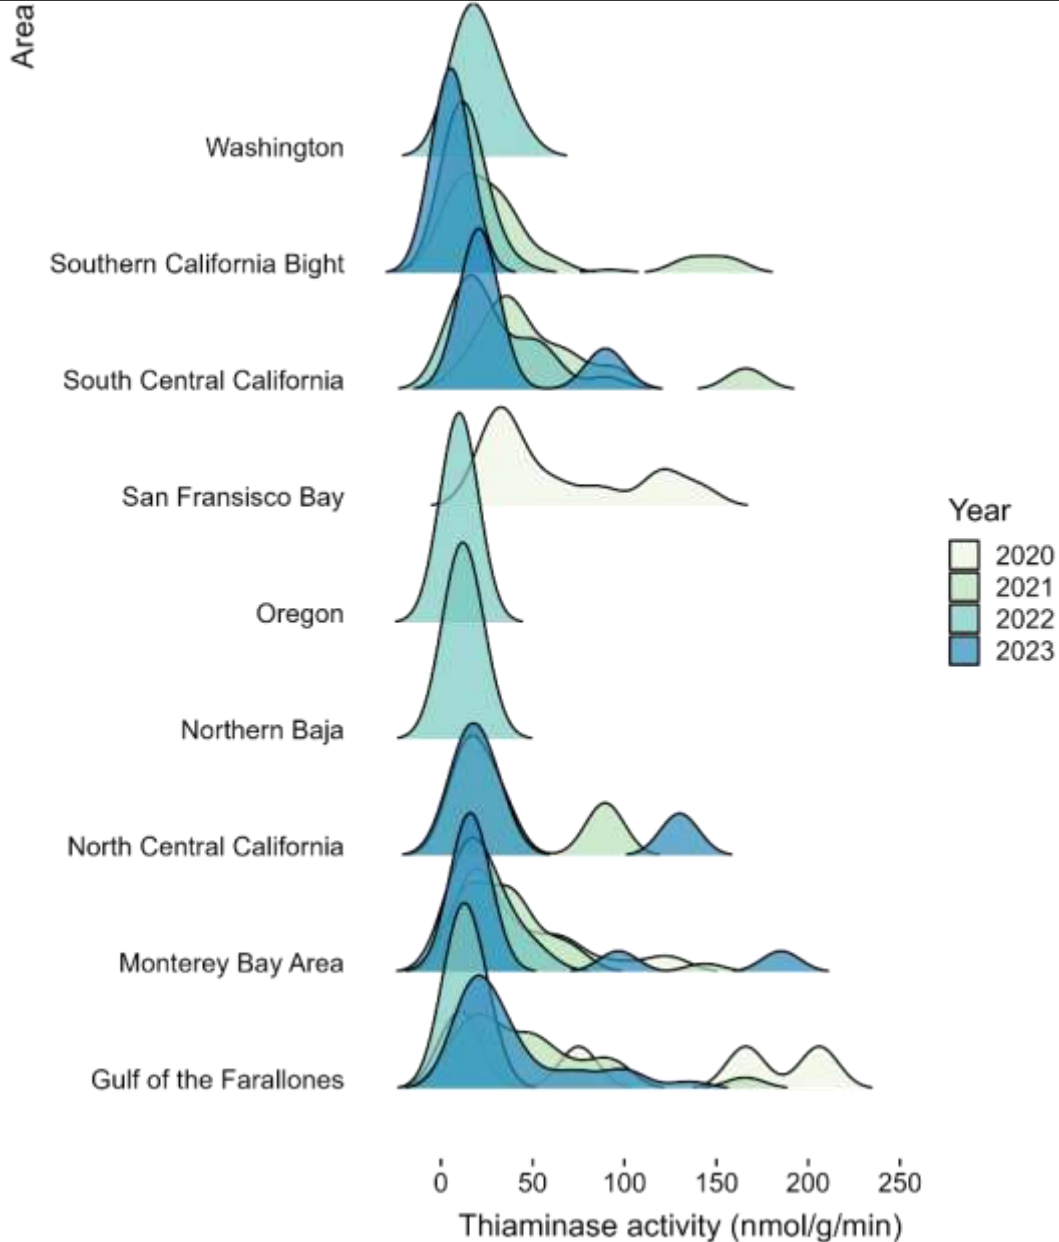 Area
Washington
Southern California Bight
South Central California
San Fransisco Bay
Oregon
Northern Baja
North Central California
Monterey Bay Area
Gulf of the Farallones
Year
2020
2021
2022
2023
0 50 100 150 200 250
Thiaminase activity (nmol/g/min)